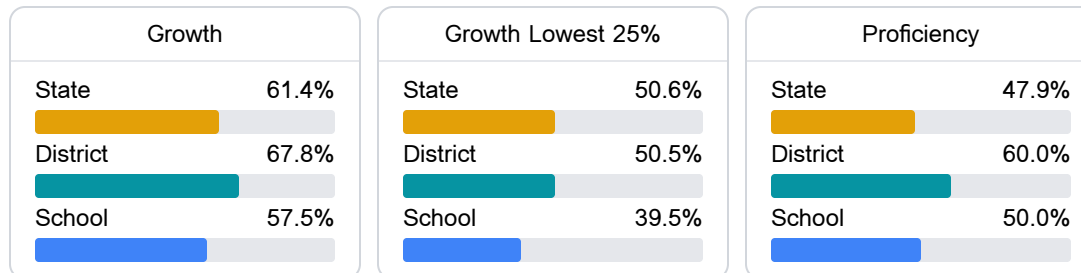 Growth
State 61.4%
District 67.8%
School 57.5%
Growth Lowest 25%
State 50.6%
District 50.5%
School 39.5%
Proficiency
State 47.9%
District 60.0%
School 50.0%